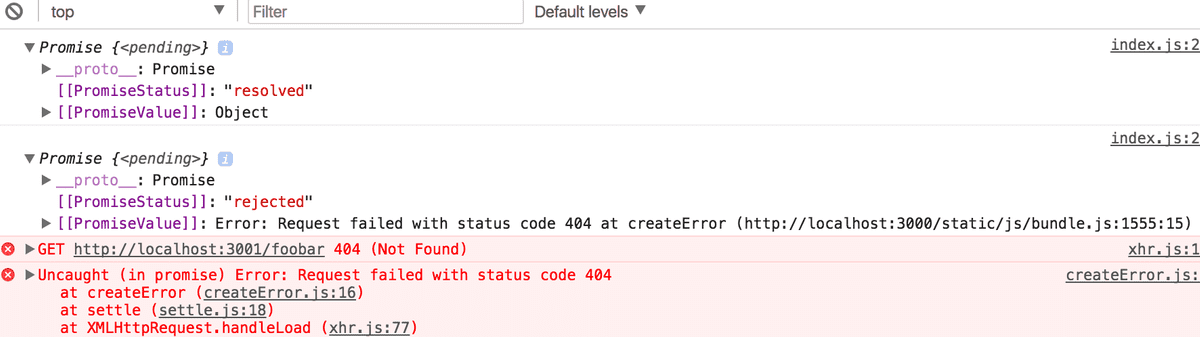 top Filter Default levels
Promise {<pending>} i index.js:2
__proto__: Promise
[[PromiseStatus]]: "resolved"
[[PromiseValue]]: Object
index.js:2
Promise {<pending>} i
__proto__: Promise
[[PromiseStatus]]: "rejected"
[[PromiseValue]]: Error: Request failed with status code 404 at createError (http://localhost:3000/static/js/bundle.js:1555:15)
GET http://localhost:3001/foobar 404 (Not Found) xhr.js:1
Uncaught (in promise) Error: Request failed with status code 404 createError.js:
at createError (createError.js:16)
at settle (settle.js:18)
at XMLHttpRequest.handleLoad (xhr.js:77)